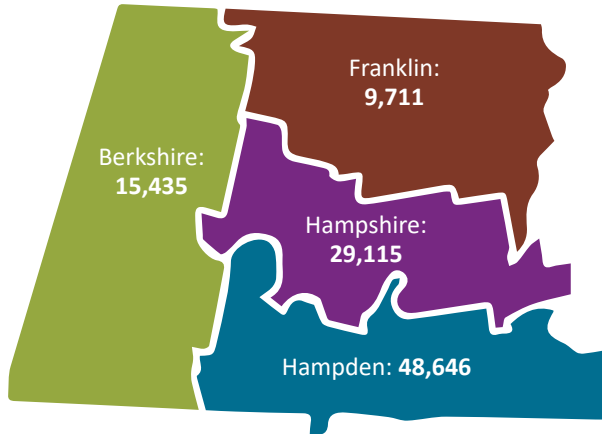 Franklin:
9,711
Berkshire:
15,435
Hampshire:
29,115
Hampden: 48,646